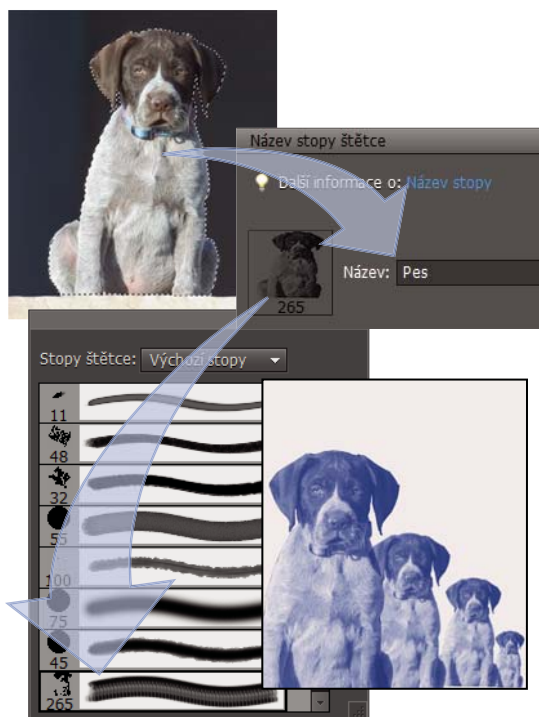 Název stopy štětce
Další informace o: Název stopy
Název: Pes
265
Stopy štětce: Výchozí stopy
11
48
32
55
100
75
45
265